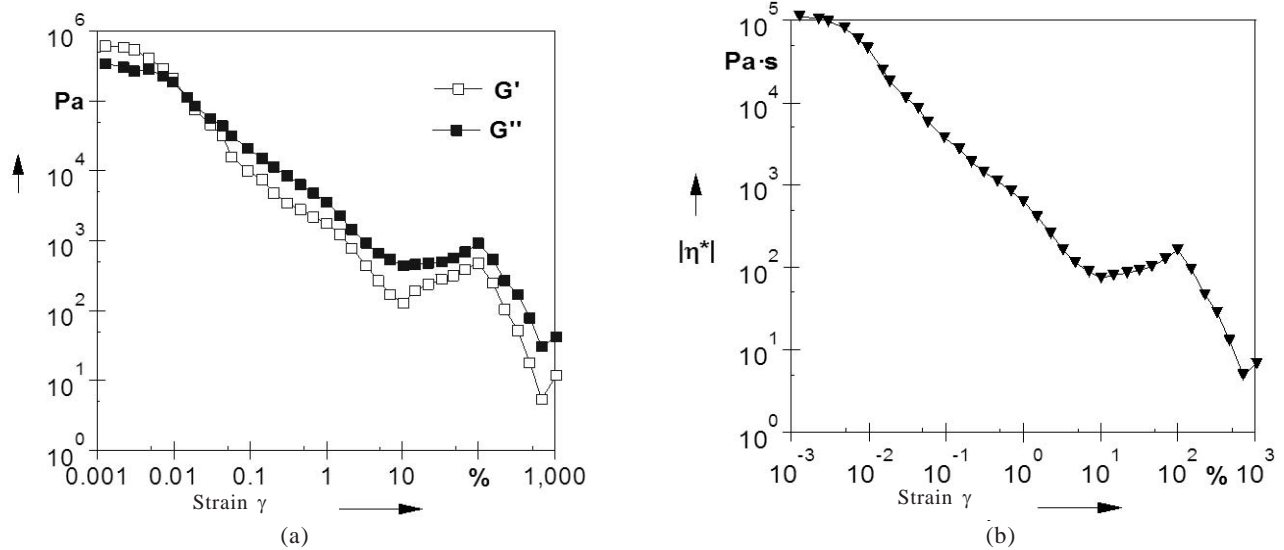 10^6
Pa
10^4
10^3
10^2
10^1
10^0
G'
G''
0.001 0.01 0.1 1 10 % 1,000
Strain γ
(a)
10^5
Pa·s
10^4
10^3
|η*|
10^2
10^1
10^0
10^-3 10^-2 10^-1 10^0 10^1 10^2 % 10^3
Strain γ
(b)